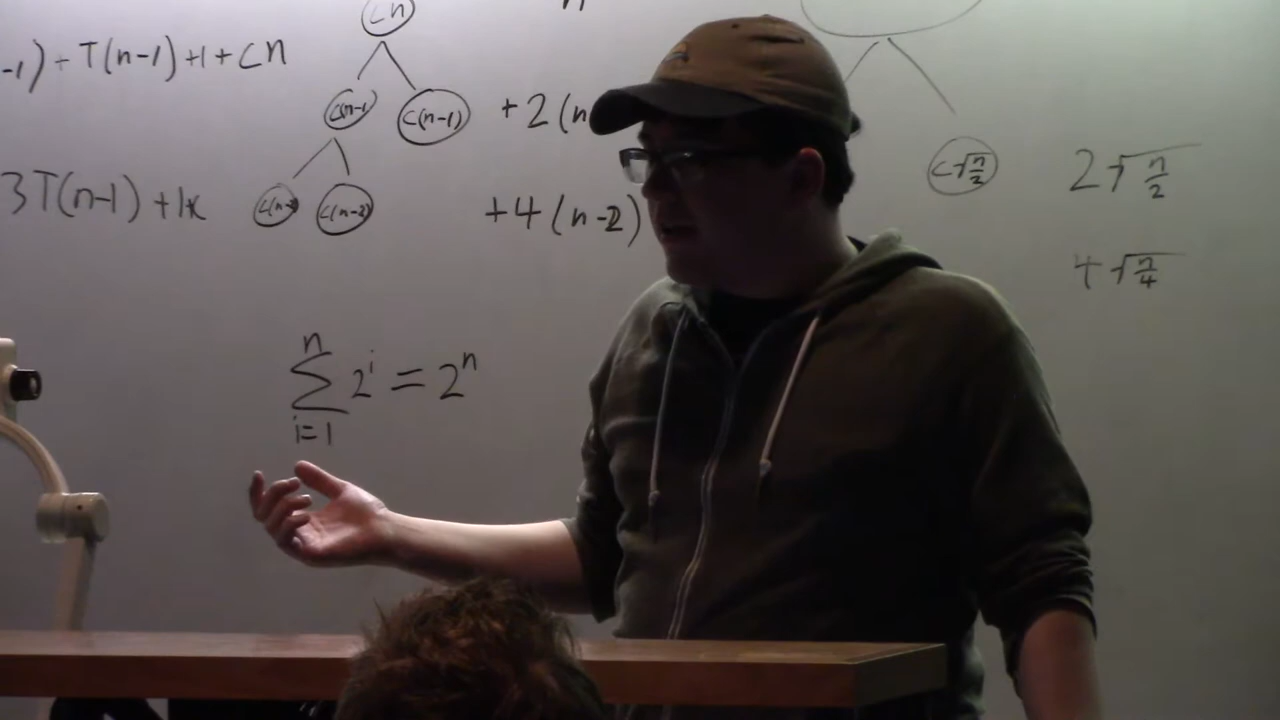 -1) + T(n-1) + 1 + cn
3T(n-1) + 1
cn
c(n-1) c(n-1)
c(n-2) c(n-2)
n
+ 2(n
+4(n-2)
n
∑ 2^i = 2^n
i=1
c√(n/2)
2√(n/2)
4√(n/4)